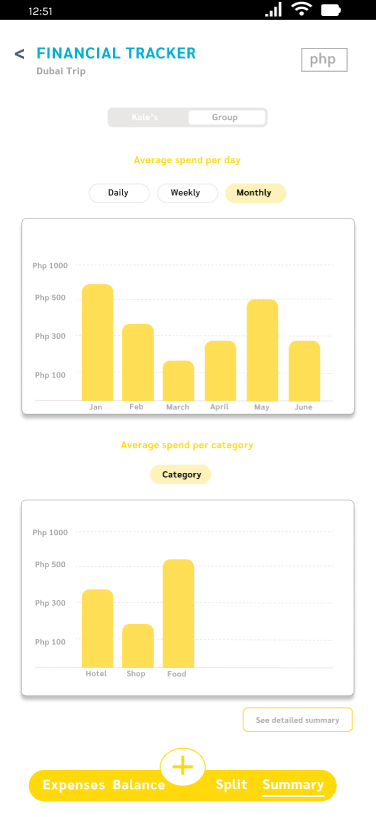 12:51
< FINANCIAL TRACKER
php
Dubai Trip
Kale's Group
Average spend per day
Daily Weekly Monthly
Php 1000
Php 500
Php 300
Php 100
Jan Feb March April May June
Average spend per category
Category
Php 1000
Php 500
Php 300
Php 100
Hotel Shop Food
See detailed summary
+
Expenses Balance Split Summary